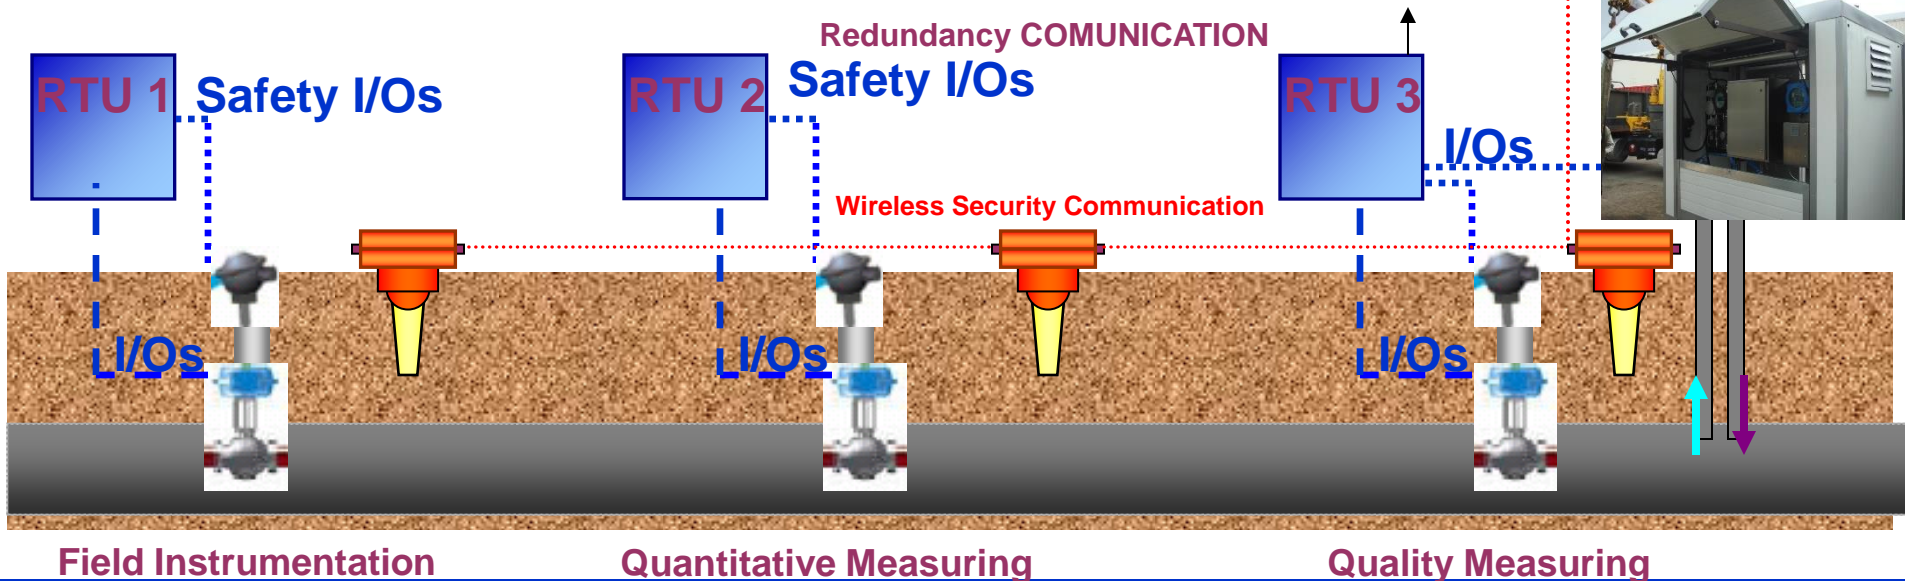 Redundancy COMUNICATION
RTU 1
Safety I/Os
RTU 2
Safety I/Os
RTU 3
I/Os
Wireless Security Communication
I/Os
I/Os
I/Os
Field Instrumentation
Quantitative Measuring
Quality Measuring